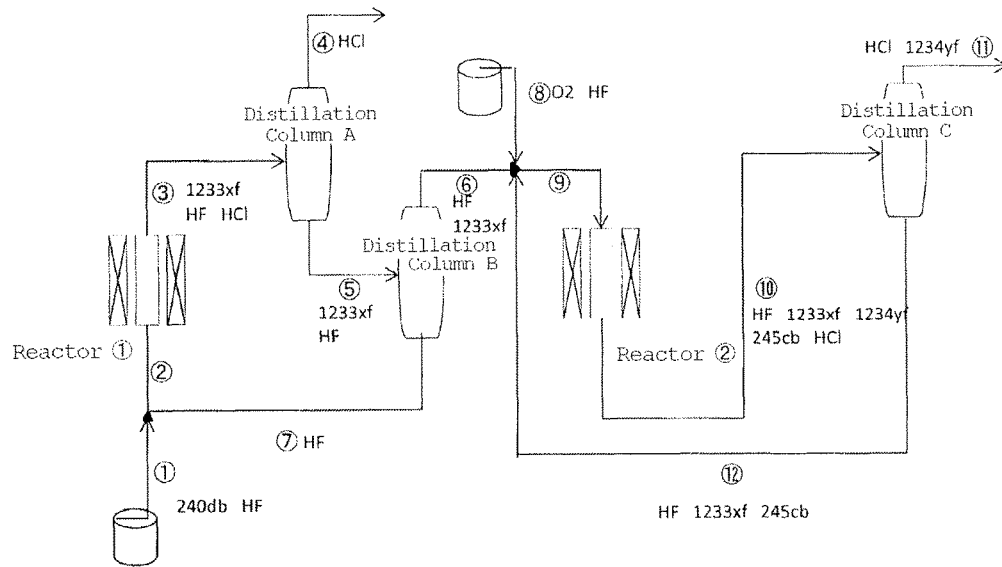 ④ HCl
HCl 1234yf ⑪
⑧ O2 HF
Distillation
Column A
Distillation
Column C
③ 1233xf
HF HCl
⑥
HF
1233xf
⑨
Distillation
Column B
⑤
1233xf
HF
⑩
HF 1233xf 1234yf
245cb HCl
Reactor ①
Reactor ②
②
⑦ HF
①
240db HF
⑫
HF 1233xf 245cb